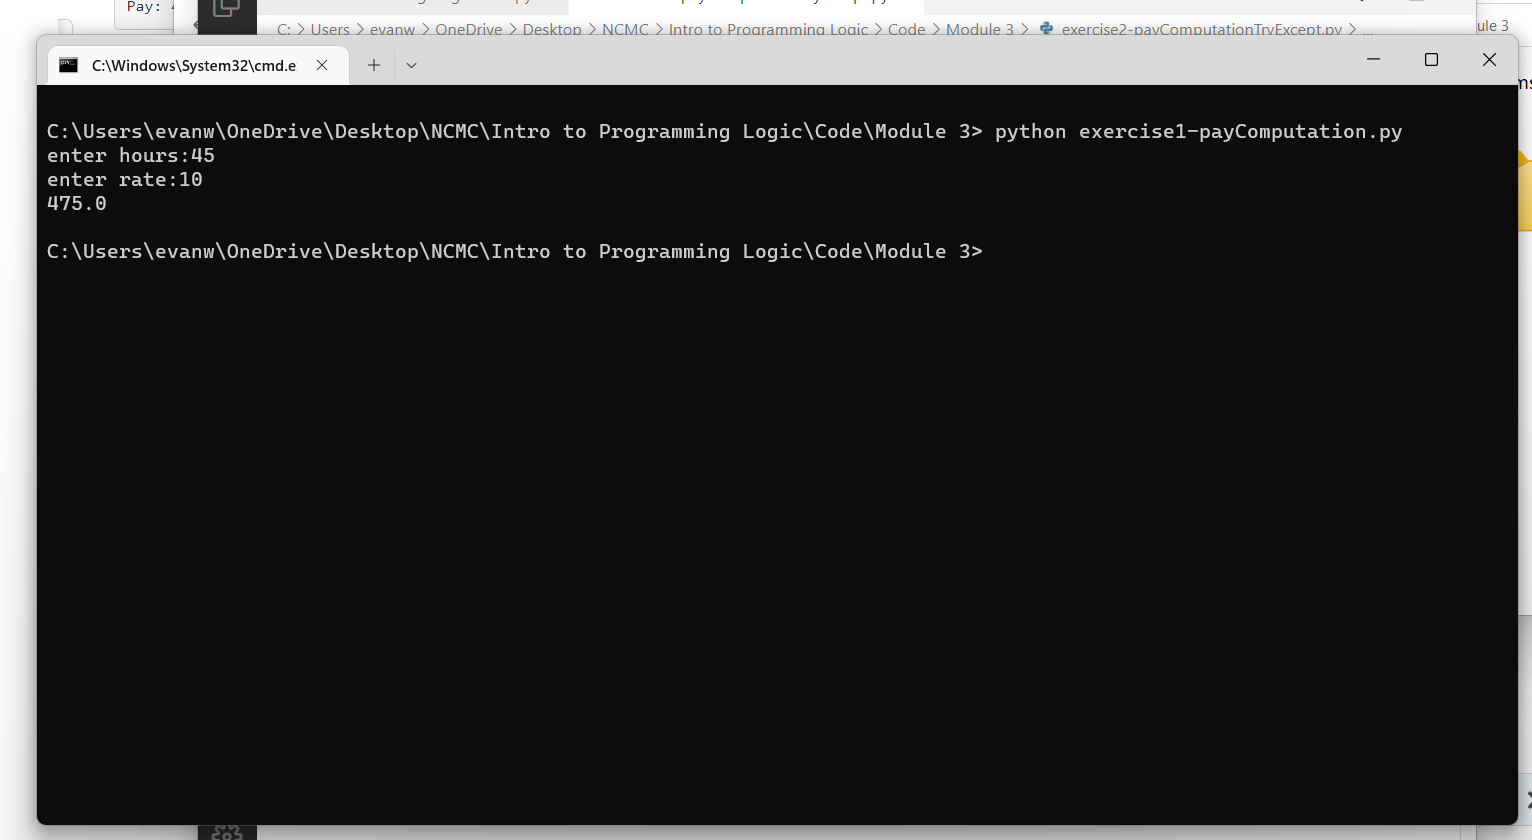 Pay:
C: > Users > evanw > OneDrive > Desktop > NCMC > Intro to Programming Logic > Code > Module 3 > exercise2-payComputationTryExcept.py > ...
ule 3
C:\Windows\System32\cmd.e
C:\Users\evanw\OneDrive\Desktop\NCMC\Intro to Programming Logic\Code\Module 3> python exercise1-payComputation.py
enter hours:45
enter rate:10
475.0
C:\Users\evanw\OneDrive\Desktop\NCMC\Intro to Programming Logic\Code\Module 3>